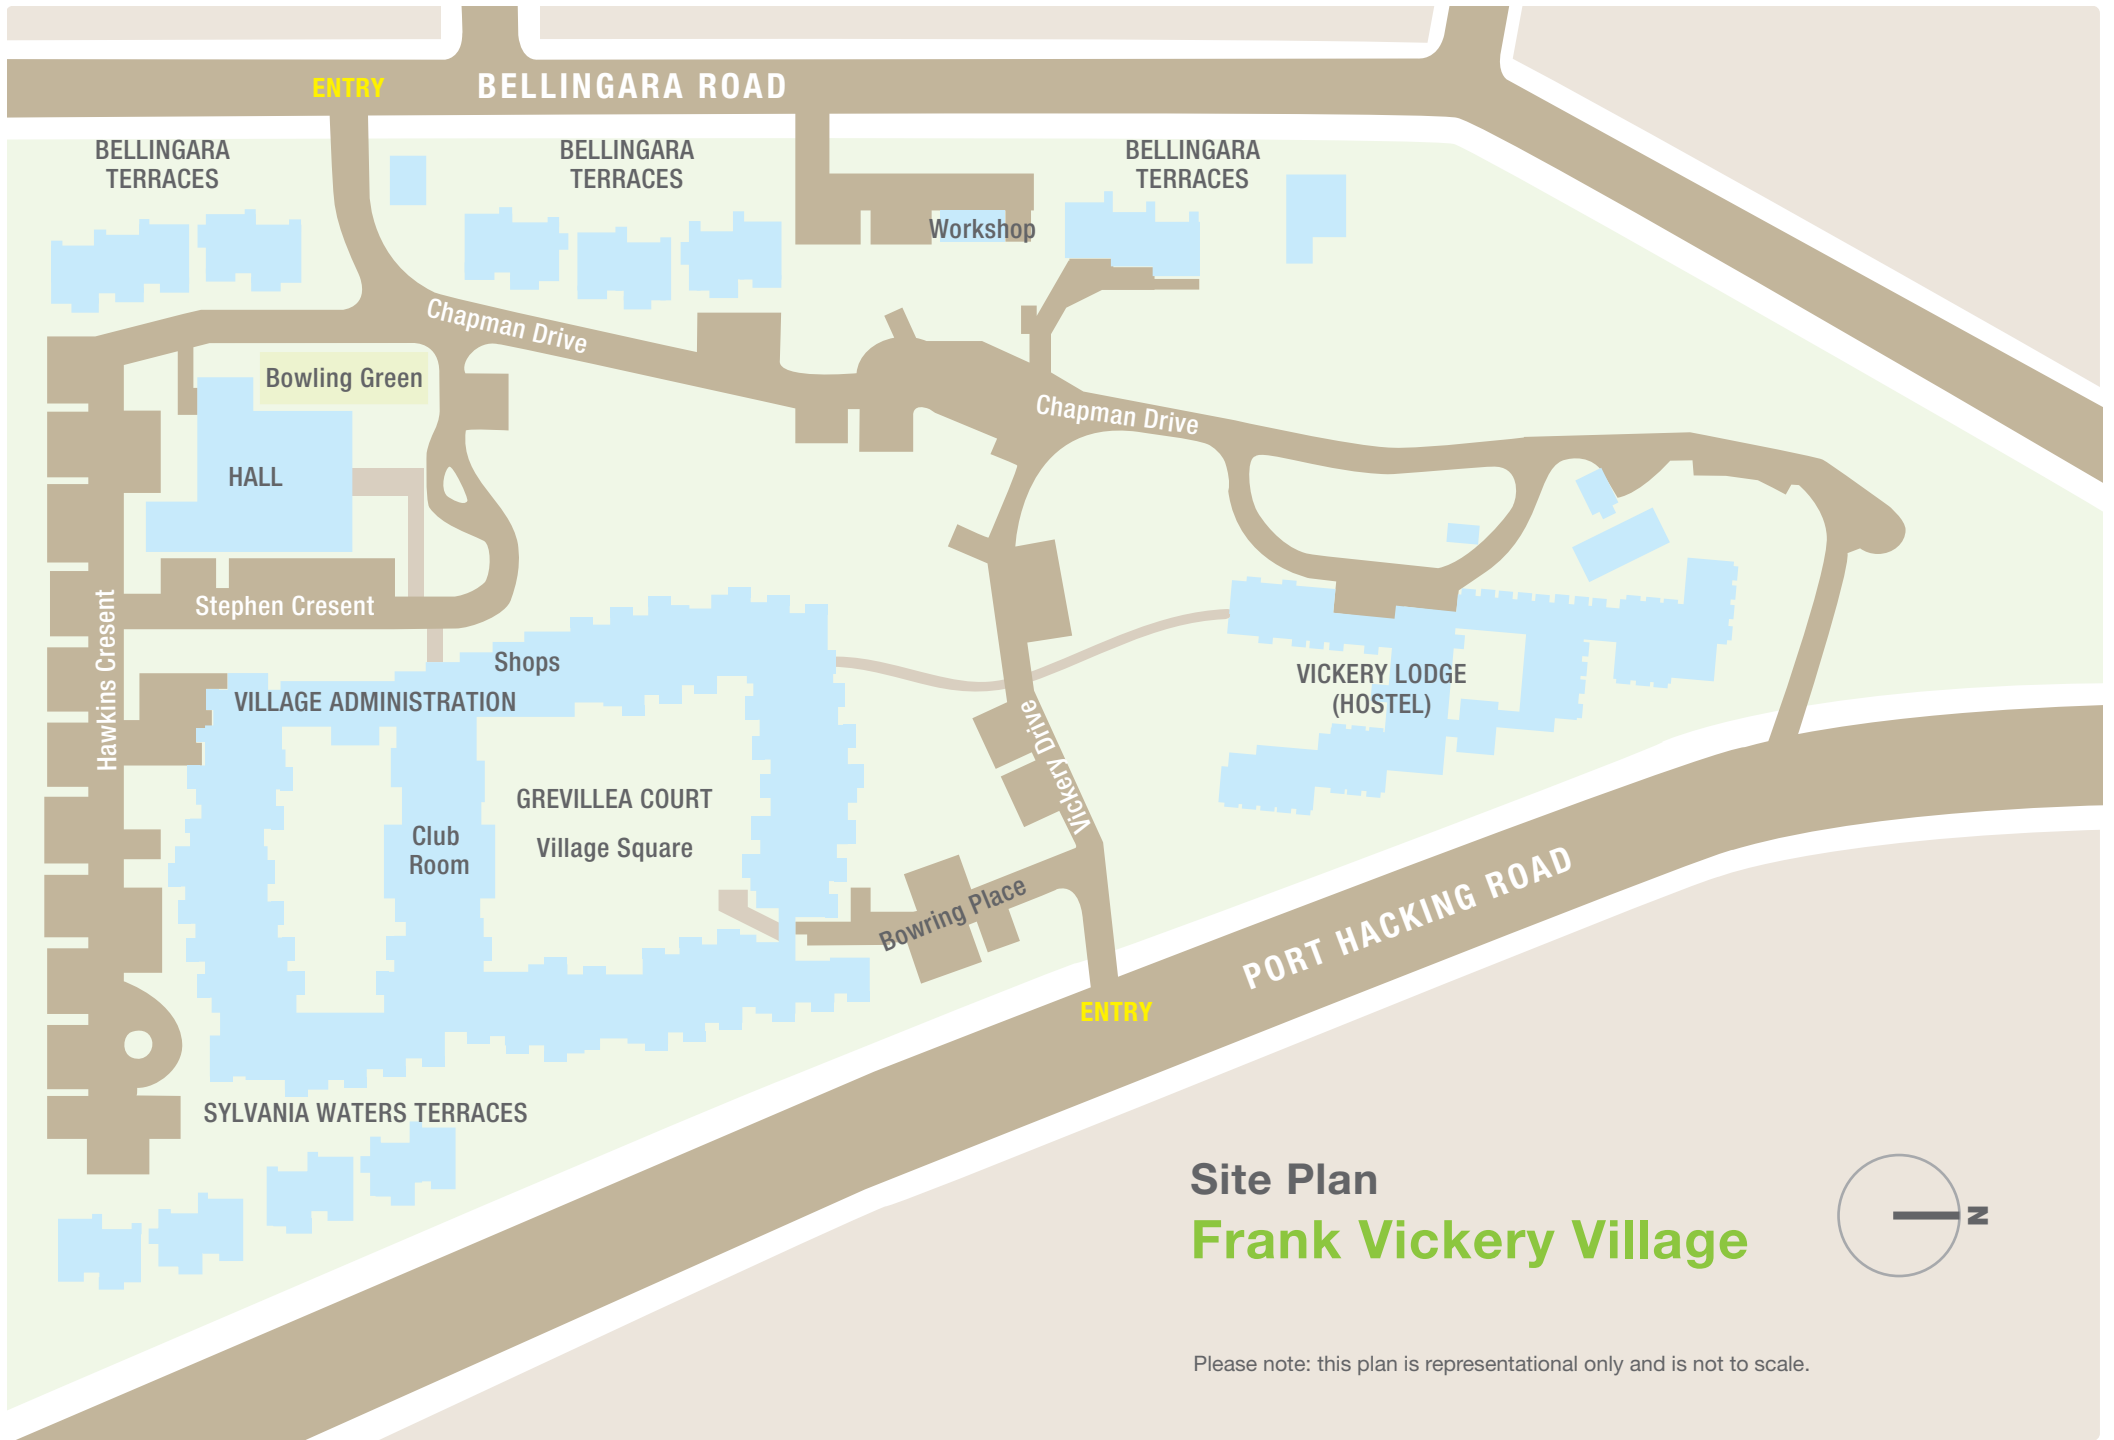 ENTRY
BELLINGARA ROAD
BELLINGARA
TERRACES
BELLINGARA
TERRACES
BELLINGARA
TERRACES
Workshop
Chapman Drive
Bowling Green
Chapman Drive
HALL
Stephen Cresent
Hawkins Cresent
Shops
VILLAGE ADMINISTRATION
VICKERY LODGE
(HOSTEL)
Vickery Drive
GREVILLEA COURT
Village Square
Club
Room
Bowring Place
PORT HACKING ROAD
ENTRY
SYLVANIA WATERS TERRACES
Site Plan
Frank Vickery Village
N
Please note: this plan is representational only and is not to scale.